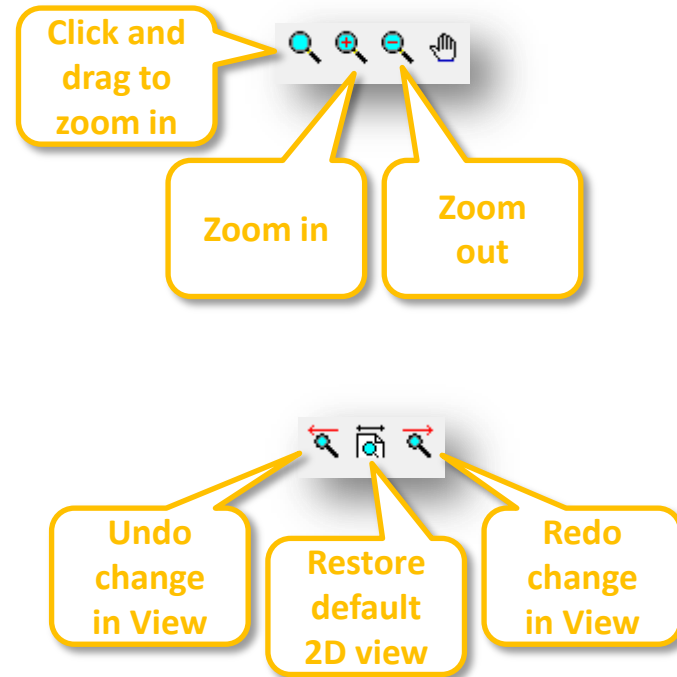 Click and
drag to
zoom in
Zoom in
Zoom
out
Undo
change
in View
Restore
default
2D view
Redo
change
in View